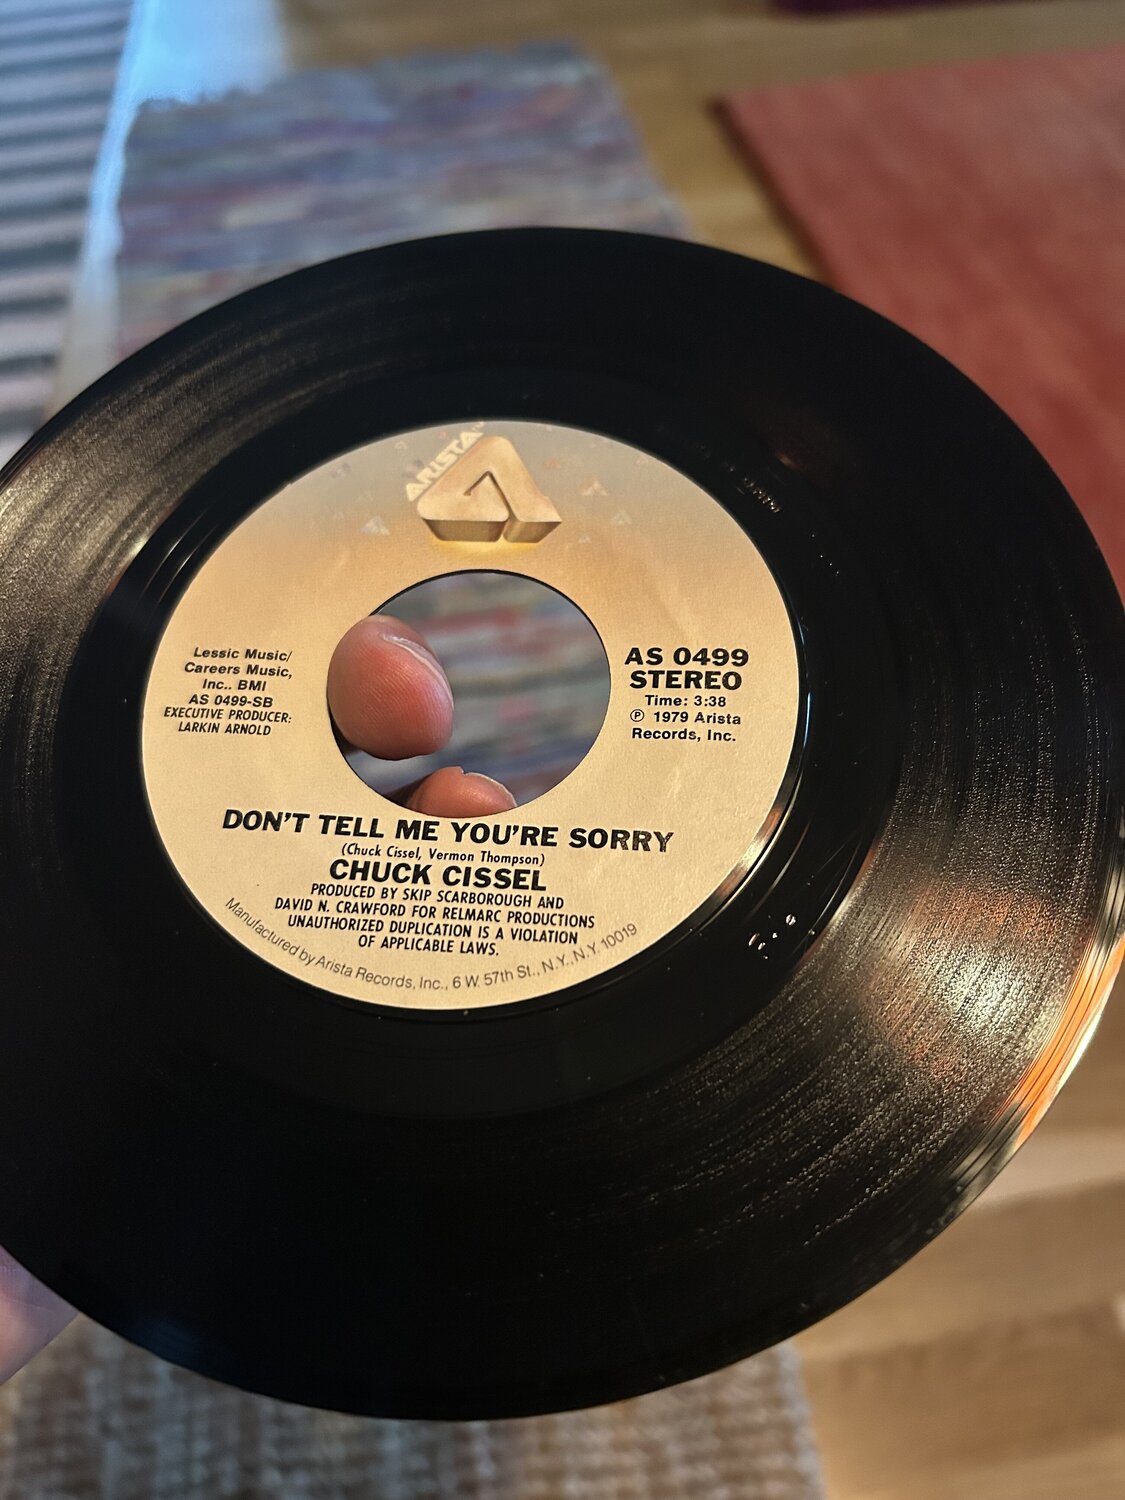 ARISTA
Lessic Music/
Careers Music,
Inc.. BMI
AS 0499-SB
EXECUTIVE PRODUCER:
LARKIN ARNOLD
AS 0499
STEREO
Time: 3:38
Ⓟ 1979 Arista
Records, Inc.
DON'T TELL ME YOU'RE SORRY
(Chuck Cissel, Vermon Thompson)
CHUCK CISSEL
PRODUCED BY SKIP SCARBOROUGH AND
DAVID N. CRAWFORD FOR RELMARC PRODUCTIONS
UNAUTHORIZED DUPLICATION IS A VIOLATION
OF APPLICABLE LAWS.
Manufactured by Arista Records, Inc., 6 W. 57th St., N.Y., N.Y. 10019